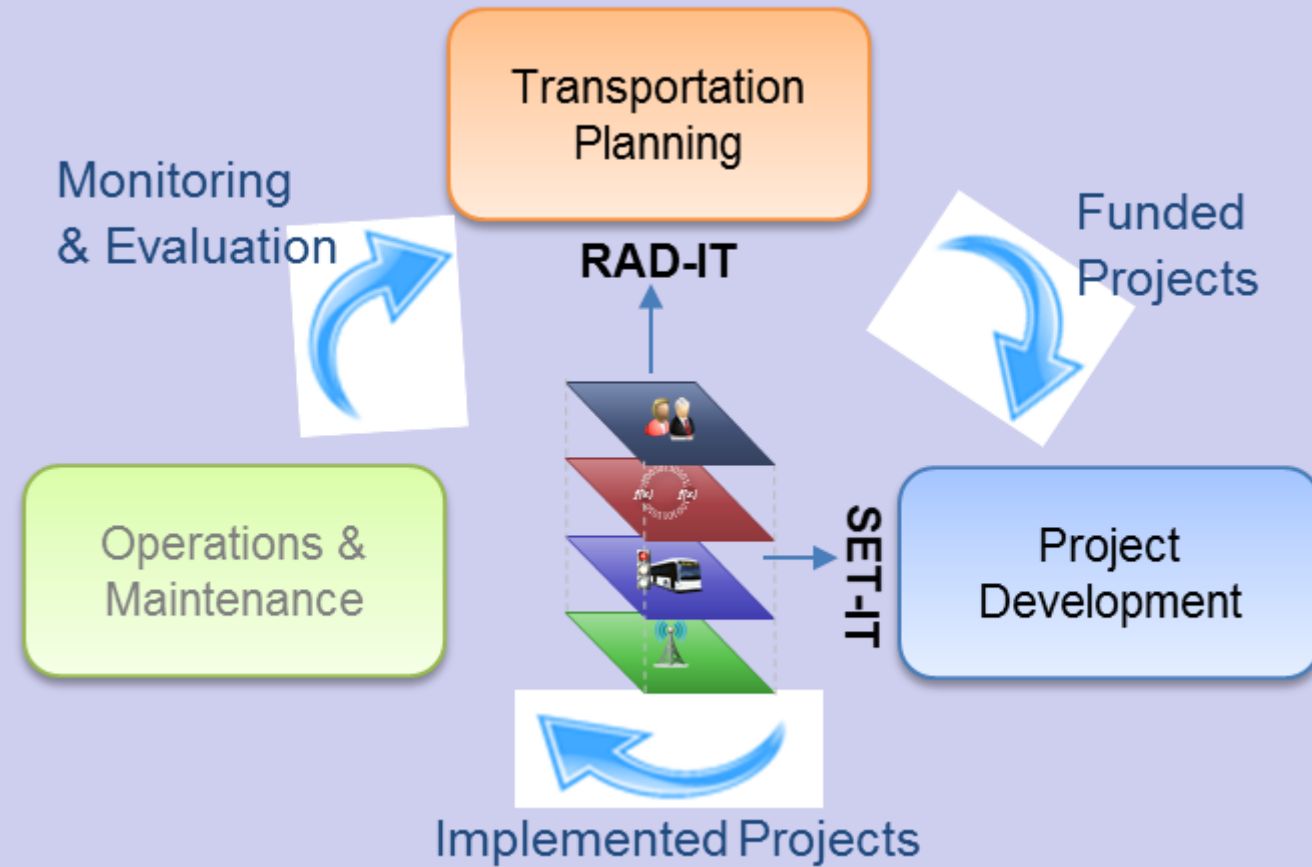 Transportation
Planning
Monitoring
& Evaluation
Funded
Projects
RAD-IT
f(x) f(x)
SET-IT
Operations &
Maintenance
Project
Development
Implemented Projects